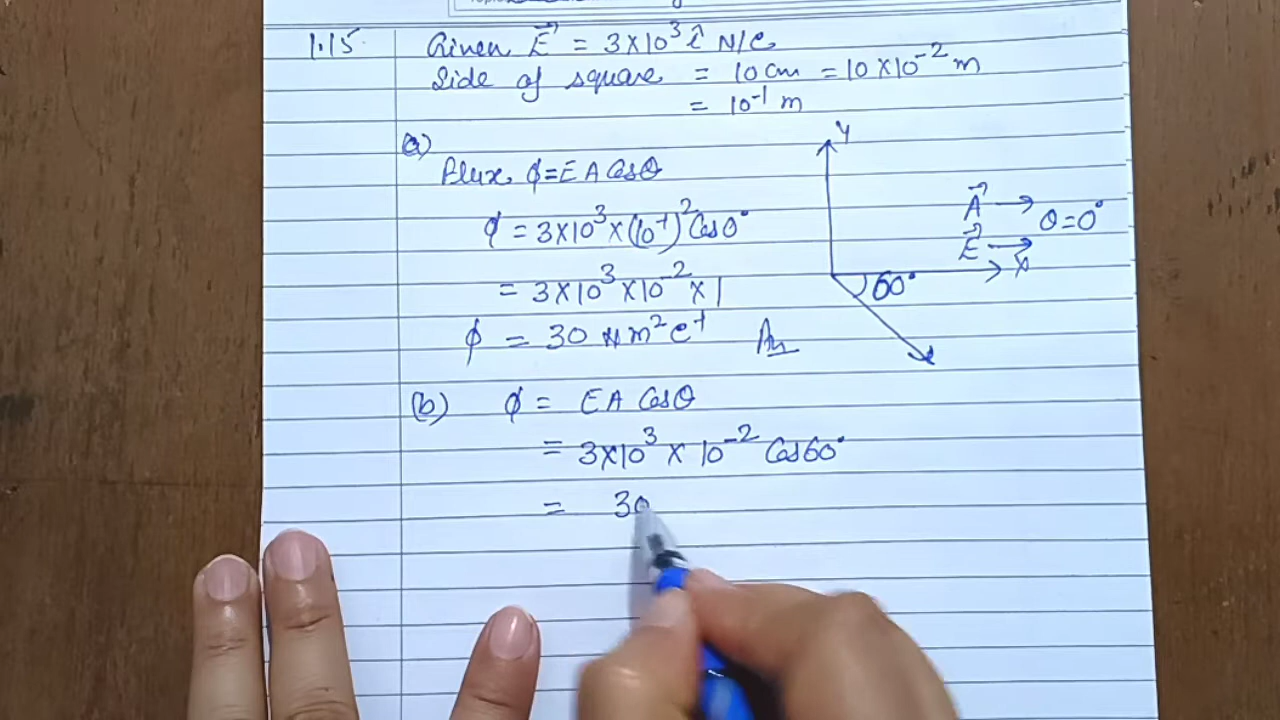 1.15. Given E⃗ = 3×10³ î N/C.
Side of square = 10 cm = 10 ×10⁻² m
= 10⁻¹ m
(a)
Flux, ϕ=EA Cosθ
ϕ = 3×10³ × (10⁻¹)² Cos0°
= 3×10³×10⁻² ×1
ϕ = 30 N m² C⁻¹ Ans
Y
A⃗ →
θ=0°
E⃗ →
X
60°
(b) ϕ = EA Cosθ
= 3×10³ × 10⁻² Cos60°
= 30